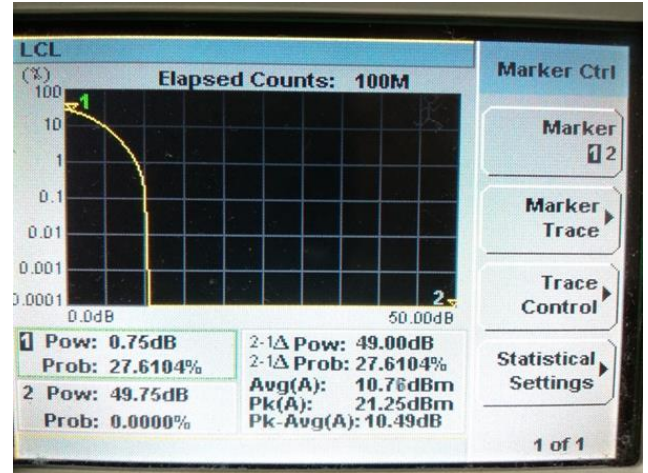 LCL
(%)
Elapsed Counts: 100M
100
10
1
0.1
0.01
0.001
0.0001
1
2
0.0dB
50.00dB
1 Pow: 0.75dB
Prob: 27.6104%
2 Pow: 49.75dB
Prob: 0.0000%
2-1Δ Pow: 49.00dB
2-1Δ Prob: 27.6104%
Avg(A): 10.76dBm
Pk(A): 21.25dBm
Pk-Avg(A): 10.49dB
Marker Ctrl
Marker
1 2
Marker
Trace
Trace
Control
Statistical
Settings
1 of 1